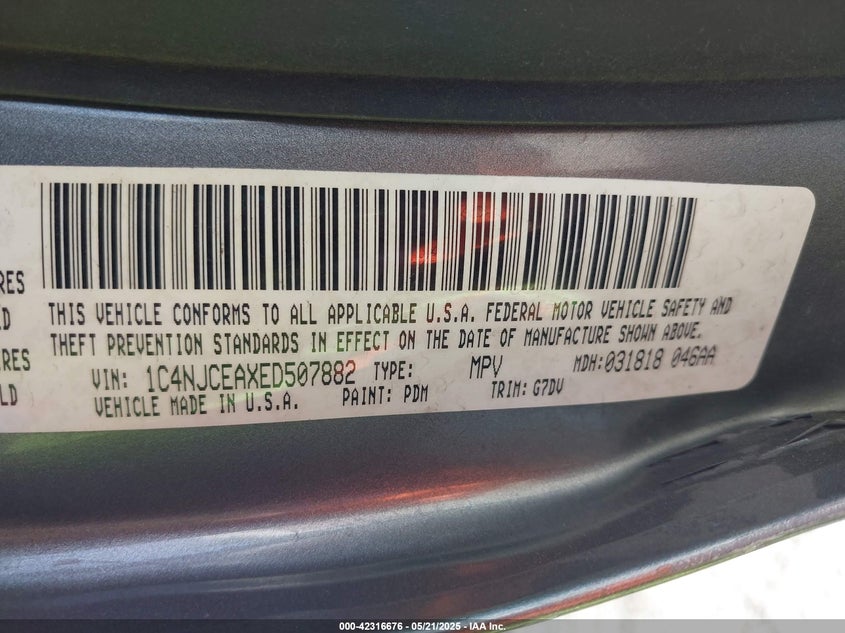 RES
LD
RES
LD
THIS VEHICLE CONFORMS TO ALL APPLICABLE U.S.A. FEDERAL MOTOR VEHICLE SAFETY AND
THEFT PREVENTION STANDARDS IN EFFECT ON THE DATE OF MANUFACTURE SHOWN ABOVE.
VIN: 1C4NJCEAXED507882 TYPE: MPV MDH:031818 046AA
VEHICLE MADE IN U.S.A. PAINT: PDM TRIM: G7DV
000-42316676 - 05/21/2025 - IAA Inc.